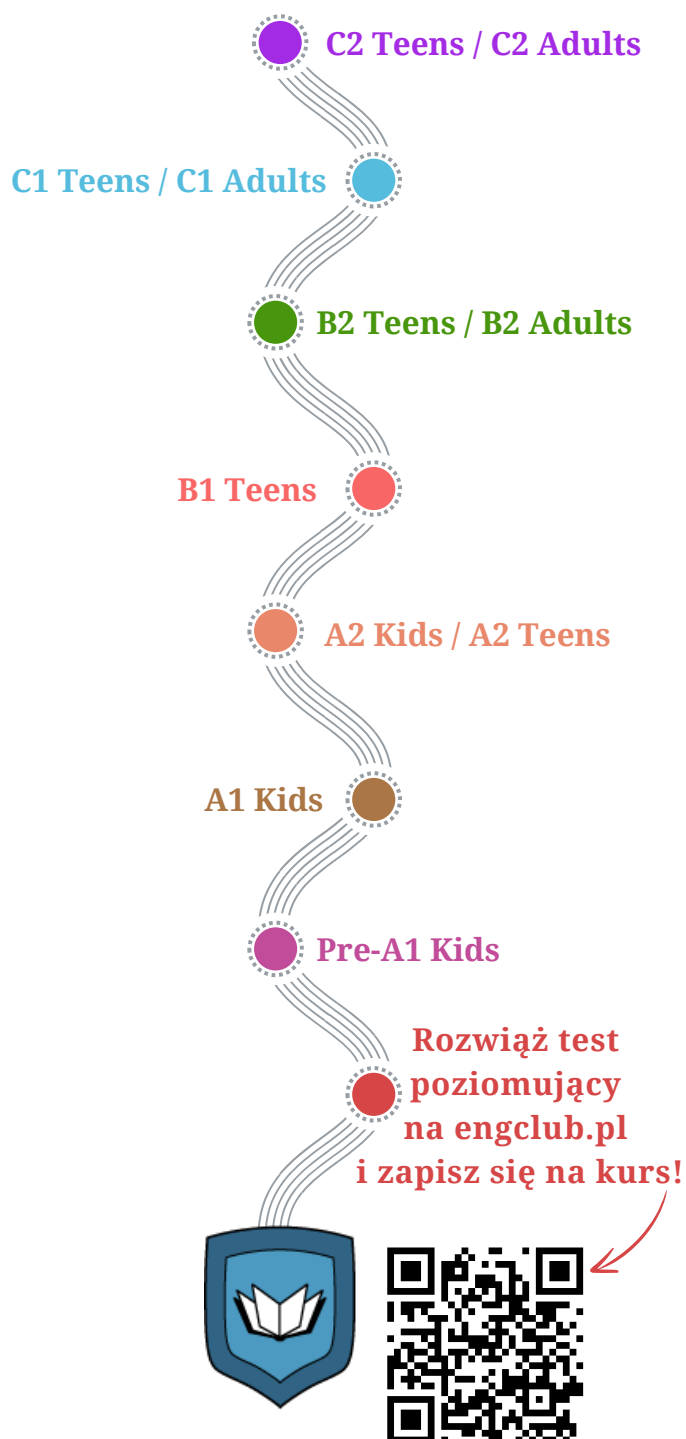 C2 Teens / C2 Adults
C1 Teens / C1 Adults
B2 Teens / B2 Adults
B1 Teens
A2 Kids / A2 Teens
A1 Kids
Pre-A1 Kids
Rozwiąż test
poziomujący
na engclub.pl
i zapisz się na kurs!